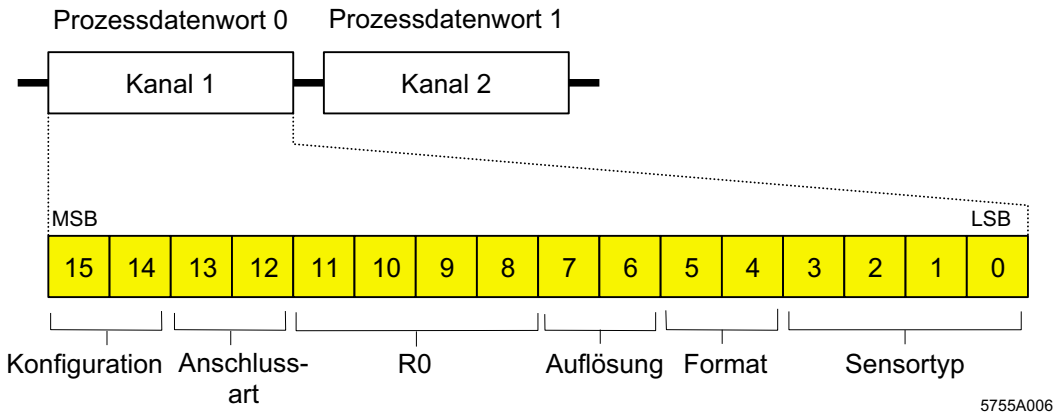 Prozessdatenwort 0 Prozessdatenwort 1
Kanal 1 Kanal 2
MSB LSB
15 14 13 12 11 10 9 8 7 6 5 4 3 2 1 0
Konfiguration Anschluss- R0 Auflösung Format Sensortyp
art
5755A006